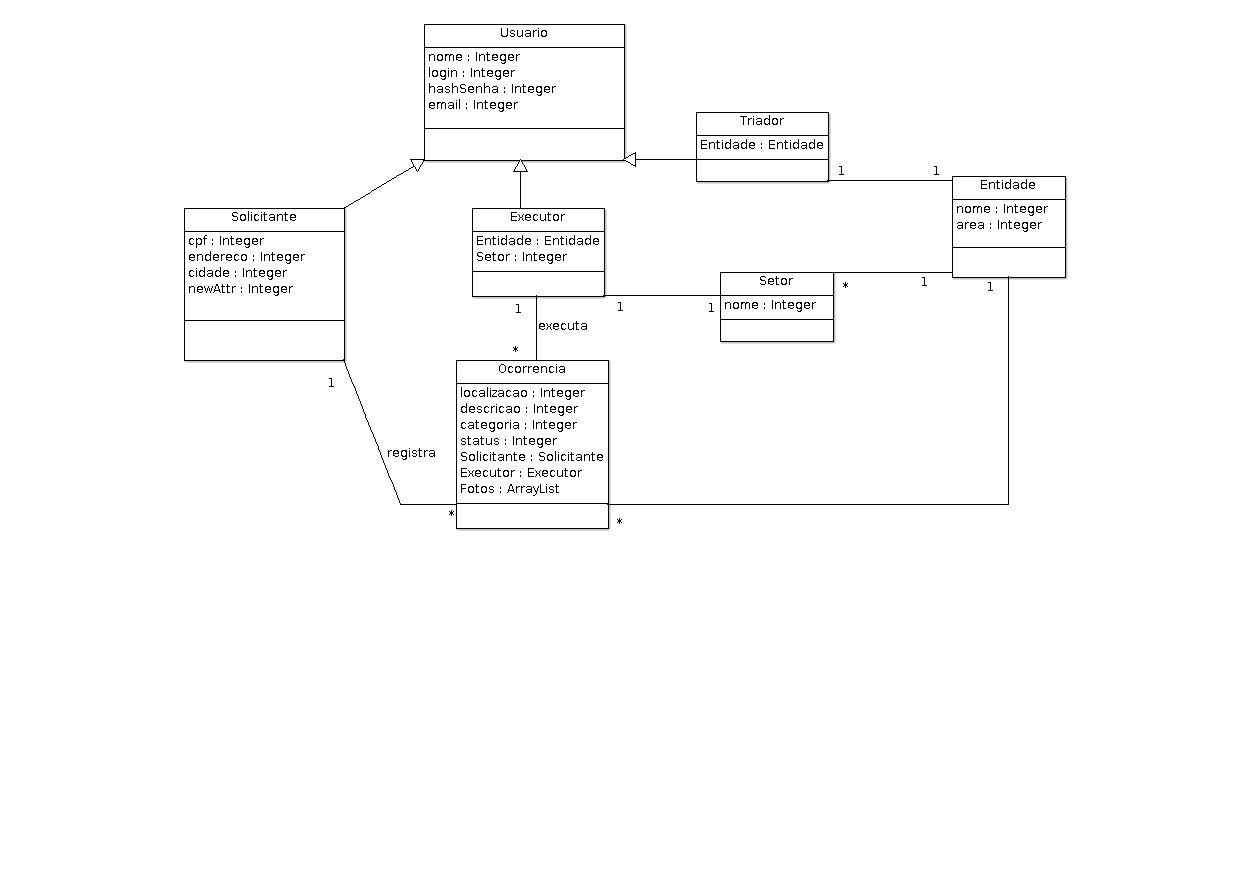 Usuario
nome : Integer
login : Integer
hashSenha : Integer
email : Integer
Triador
Entidade : Entidade
1
1
Entidade
nome : Integer
area : Integer
Solicitante
cpf : Integer
endereco : Integer
cidade : Integer
newAttr : Integer
Executor
Entidade : Entidade
Setor : Integer
Setor
nome : Integer
*
1
1
1
1
1
executa
*
Ocorrencia
localizacao : Integer
descricao : Integer
categoria : Integer
status : Integer
Solicitante : Solicitante
Executor : Executor
Fotos : ArrayList
1
registra
*
*